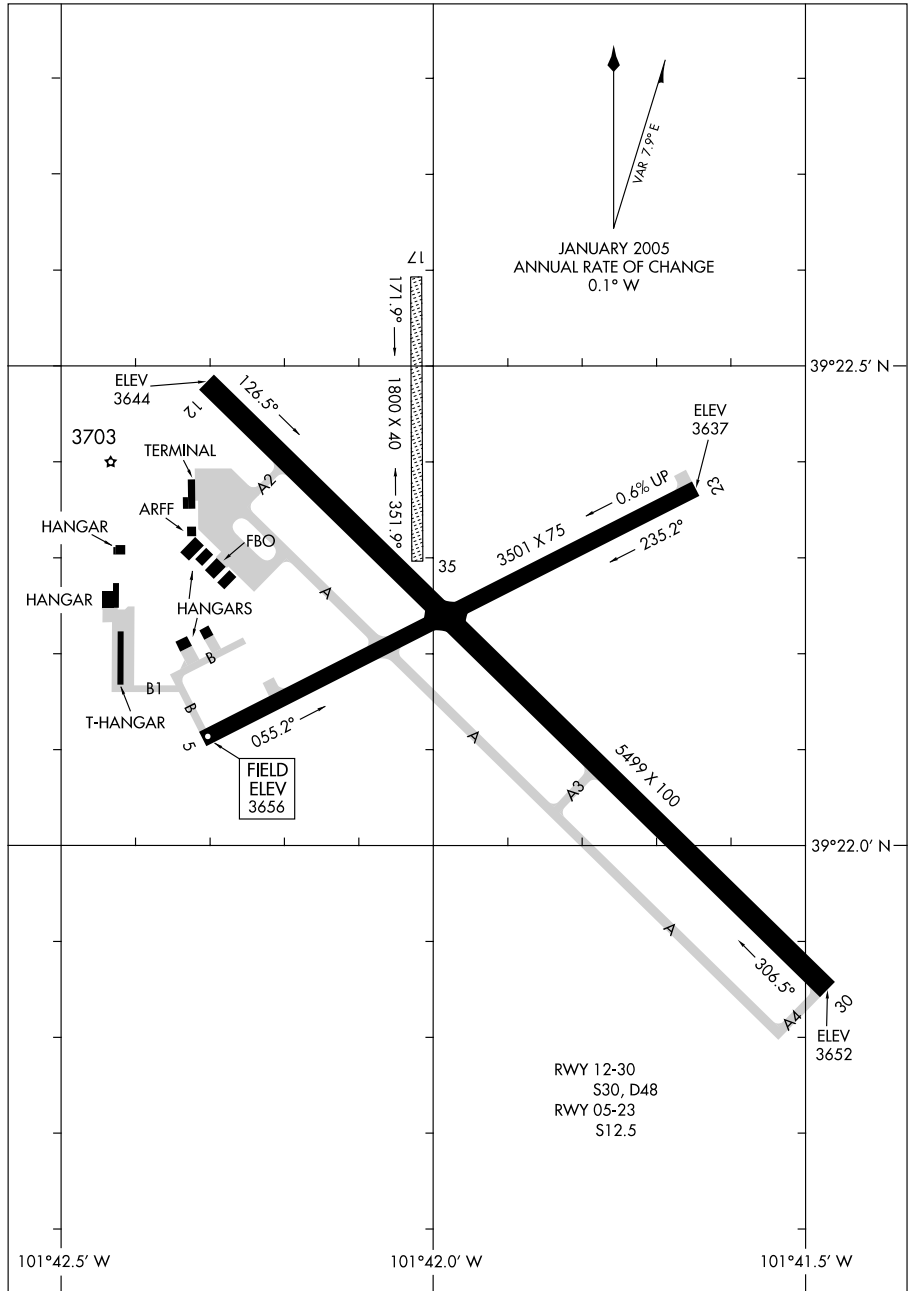 VAR 7.9° E
JANUARY 2005
ANNUAL RATE OF CHANGE
0.1° W
17
171.9°
1800 X 40
351.9°
35
39°22.5' N
ELEV
3644
126.5°
12
ELEV
3637
23
3703
TERMINAL
A2
0.6% UP
3501 X 75
235.2°
ARFF
FBO
HANGAR
A
HANGAR
HANGARS
B
B1
B
T-HANGAR
5
055.2°
A
5499 X 100
FIELD
ELEV
3656
A3
39°22.0' N
A
306.5°
30
A4
ELEV
3652
RWY 12-30
S30, D48
RWY 05-23
S12.5
101°42.5' W
101°42.0' W
101°41.5' W